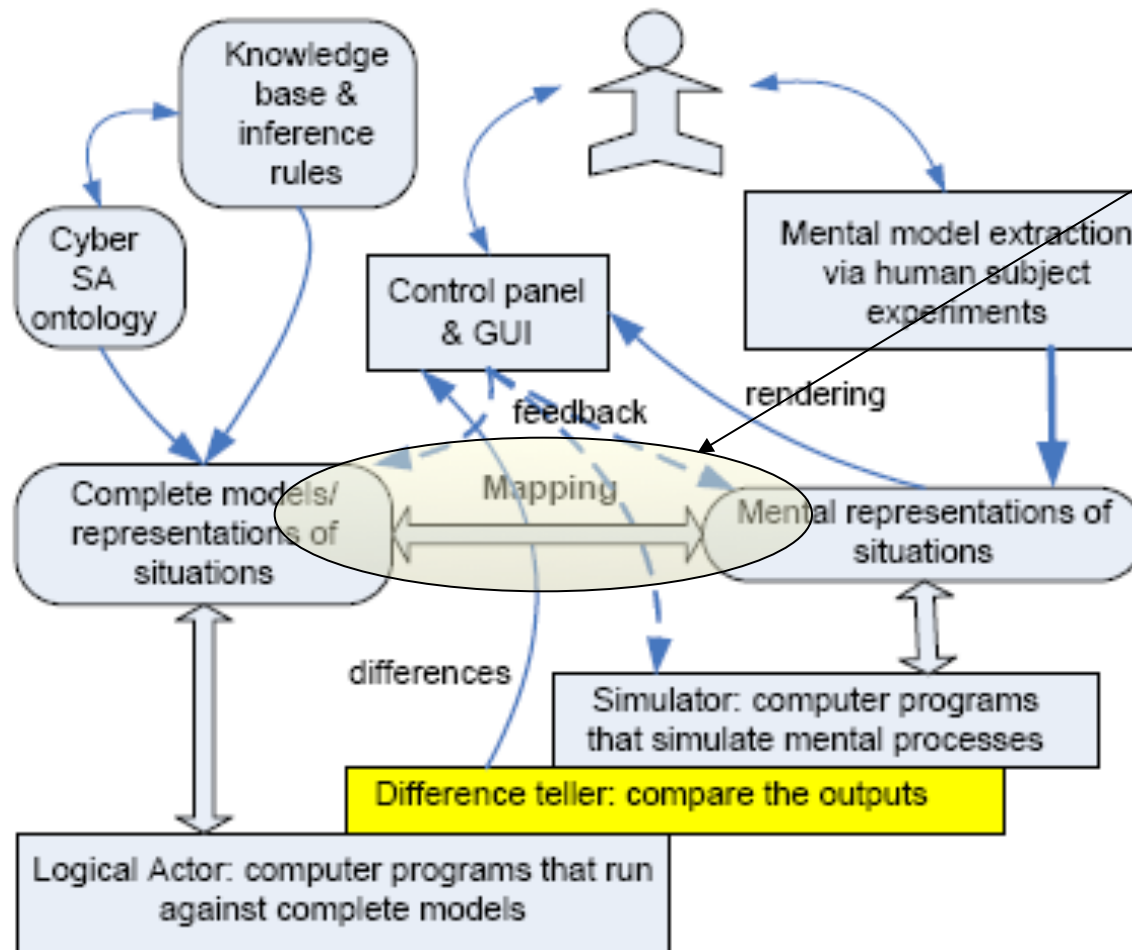 Knowledge
base &
inference
rules
Cyber
SA
ontology
Control panel
& GUI
Mental model extraction
via human subject
experiments
rendering
feedback
Mapping
Complete models/
representations of
situations
Mental representations of
situations
differences
Simulator: computer programs
that simulate mental processes
Difference teller: compare the outputs
Logical Actor: computer programs that run
against complete models